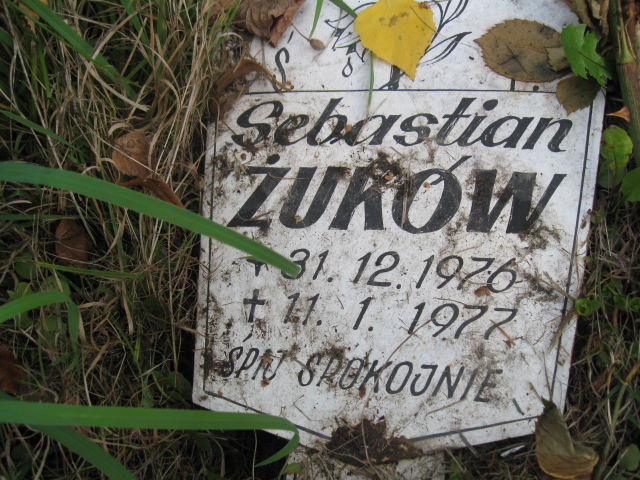 Ś. P.
Sebastian
ŻUKÓW
* 31. 12. 1976
+ 11. 1. 1977
ŚPIJ SPOKOJNIE